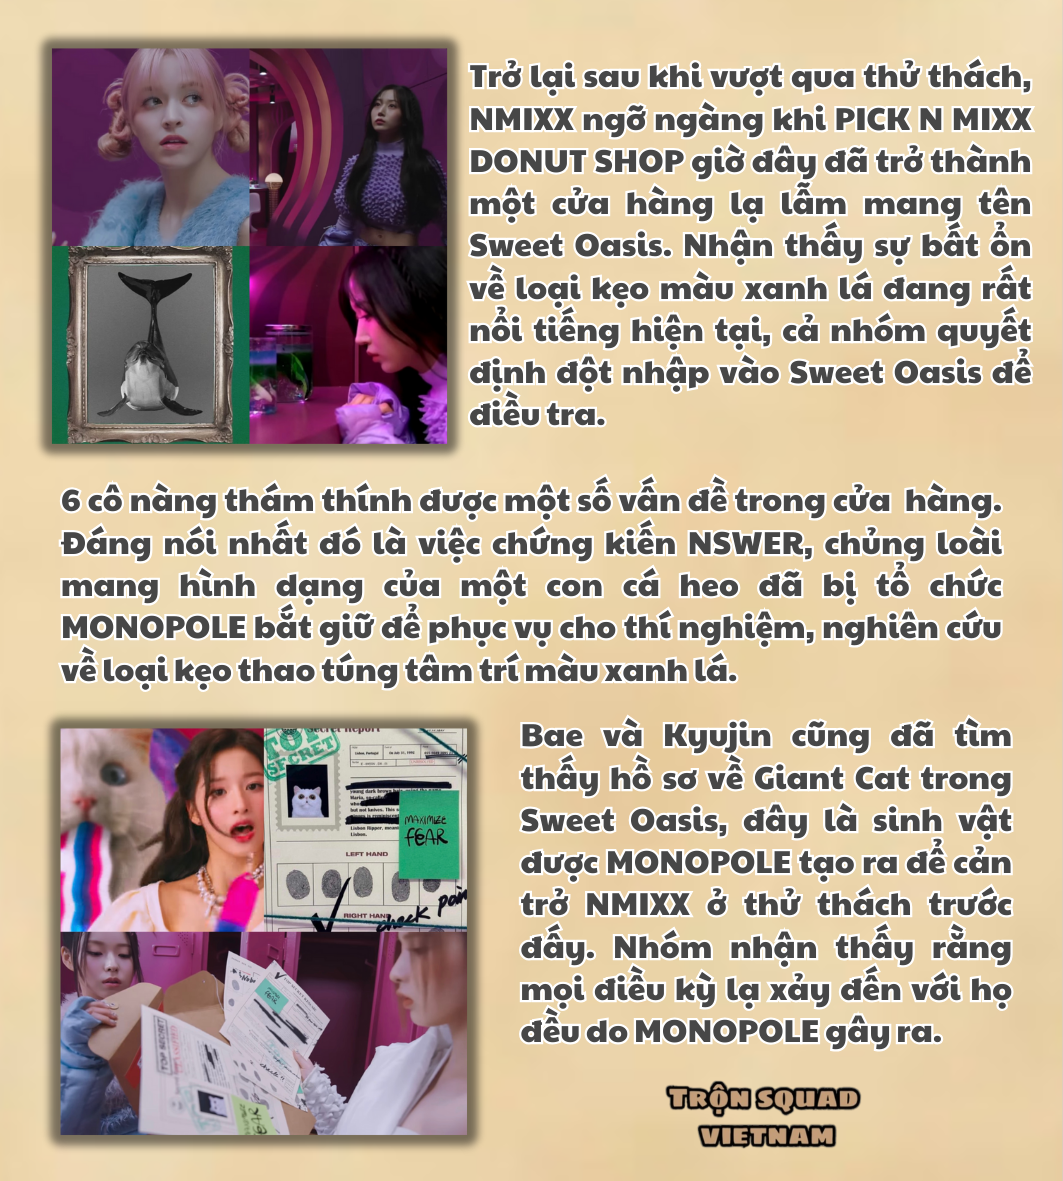 Trở lại sau khi vượt qua thử thách,
NMIXX ngỡ ngàng khi PICK N MIXX
DONUT SHOP giờ đây đã trở thành
một cửa hàng lạ lẫm mang tên
Sweet Oasis. Nhận thấy sự bất ổn
về loại kẹo màu xanh lá đang rất
nổi tiếng hiện tại, cả nhóm quyết
định đột nhập vào Sweet Oasis để
điều tra.
6 cô nàng thám thính được một số vấn đề trong cửa hàng.
Đáng nói nhất đó là việc chứng kiến NSWER, chủng loài
mang hình dạng của một con cá heo đã bị tổ chức
MONOPOLE bắt giữ để phục vụ cho thí nghiệm, nghiên cứu
về loại kẹo thao túng tâm trí màu xanh lá.
Secret Report
TOP
SECRET
MAXIMIZE
FEAR
LEFT HAND
RIGHT HAND
check
TOP SECRET
FEAR
Bae và Kyujin cũng đã tìm
thấy hồ sơ về Giant Cat trong
Sweet Oasis, đây là sinh vật
được MONOPOLE tạo ra để cản
trở NMIXX ở thử thách trước
đấy. Nhóm nhận thấy rằng
mọi điều kỳ lạ xảy đến với họ
đều do MONOPOLE gây ra.
TRỘN SQUAD
VIETNAM